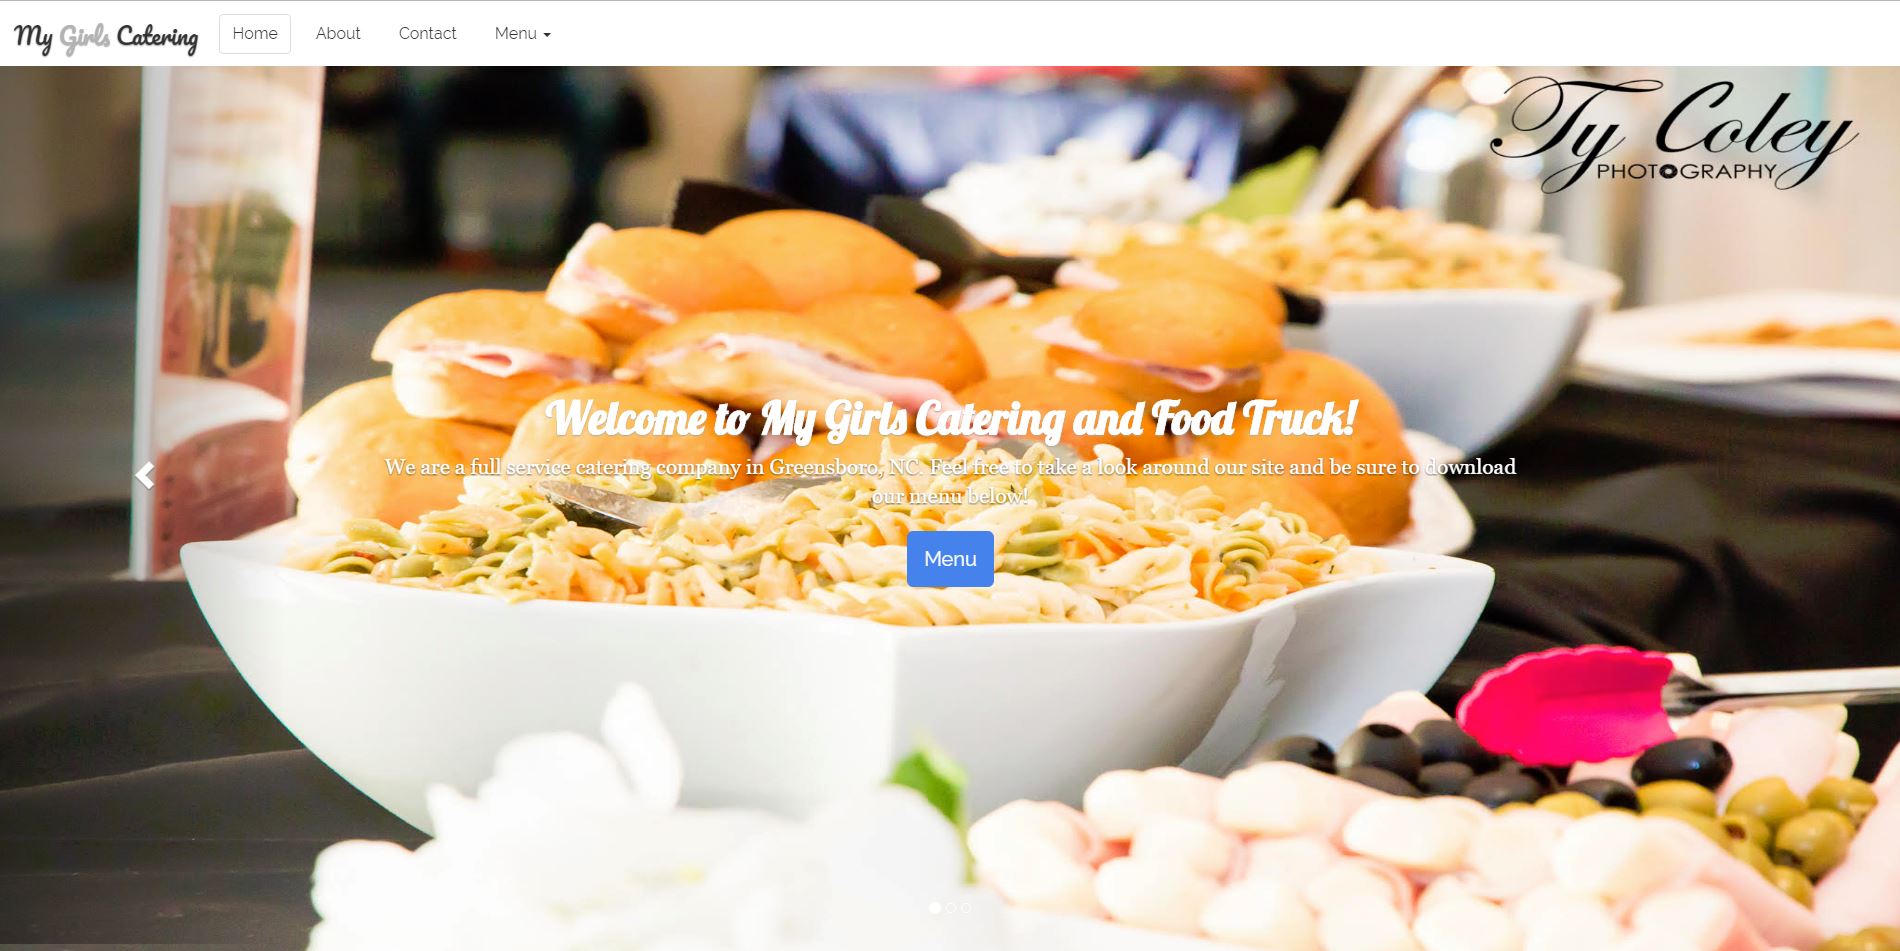 My Girls Catering Home About Contact Menu
Ty Coley
PHOTOGRAPHY
Welcome to My Girls Catering and Food Truck!
We are a full service catering company in Greensboro, NC. Feel free to take a look around our site and be sure to download
our menu below!
Menu